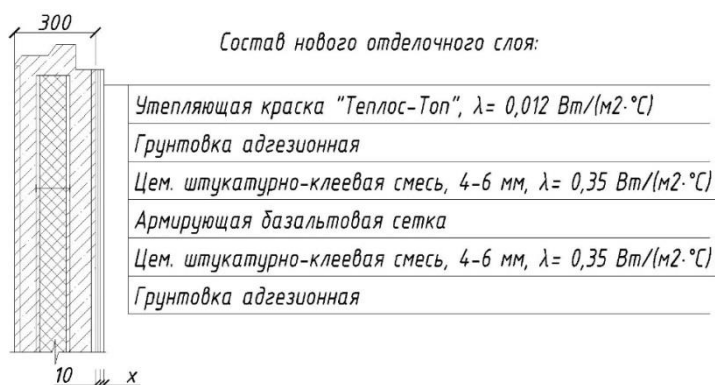 300
Состав нового отделочного слоя:
Утепляющая краска "Теплос-Топ", λ= 0,012 Вт/(м2·°С)
Грунтовка адгезионная
Цем. штукатурно-клеевая смесь, 4-6 мм, λ= 0,35 Вт/(м2·°С)
Армирующая базальтовая сетка
Цем. штукатурно-клеевая смесь, 4-6 мм, λ= 0,35 Вт/(м2·°С)
Грунтовка адгезионная
10 x